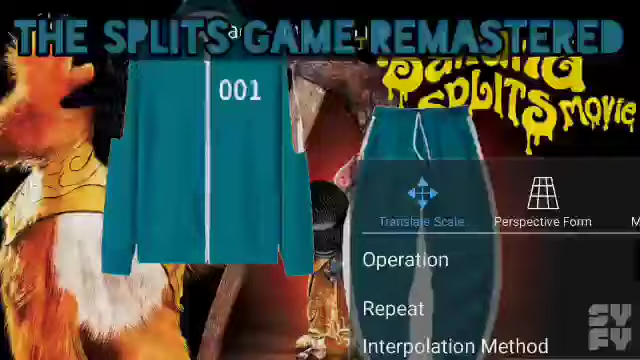 THE SPLITS GAME REMASTERED
001
SPLITS MOVIE
Translate Scale
Perspective Form
M
Operation
Repeat
Interpolation Method
SYFY